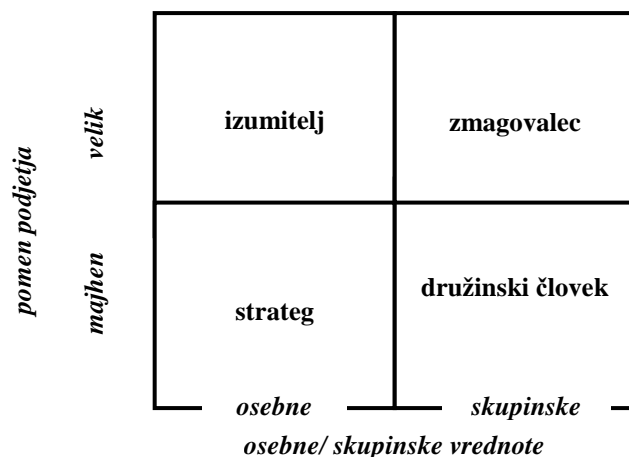 pomen podjetja
velik
izumitelj
zmagovalec
majhen
strateg
družinski človek
osebne
skupinske
osebne/ skupinske vrednote